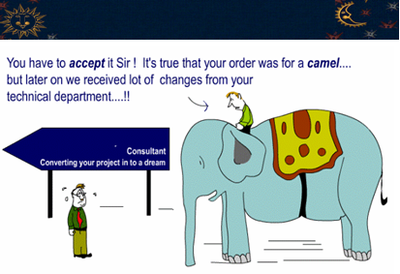 You have to accept it Sir ! It's true that your order was for a camel....
but later on we received lot of changes from your
technical department....!!
Consultant
Converting your project in to a dream